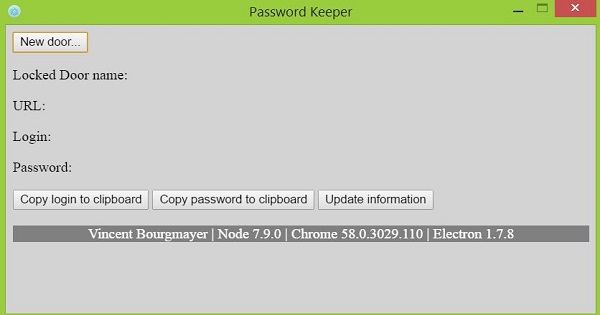 Password Keeper
New door...
Locked Door name:
URL:
Login:
Password:
Copy login to clipboard Copy password to clipboard Update information
Vincent Bourgmayer | Node 7.9.0 | Chrome 58.0.3029.110 | Electron 1.7.8